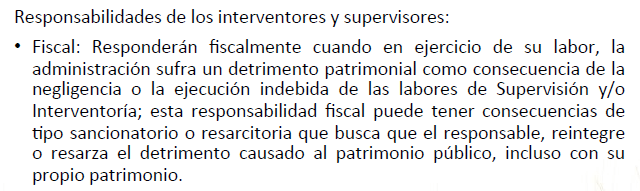 Responsabilidades de los interventores y supervisores:
• Fiscal: Responderán fiscalmente cuando en ejercicio de su labor, la
administración sufra un detrimento patrimonial como consecuencia de la
negligencia o la ejecución indebida de las labores de Supervisión y/o
Interventoría; esta responsabilidad fiscal puede tener consecuencias de
tipo sancionatorio o resarcitoria que busca que el responsable, reintegre
o resarza el detrimento causado al patrimonio público, incluso con su
propio patrimonio.